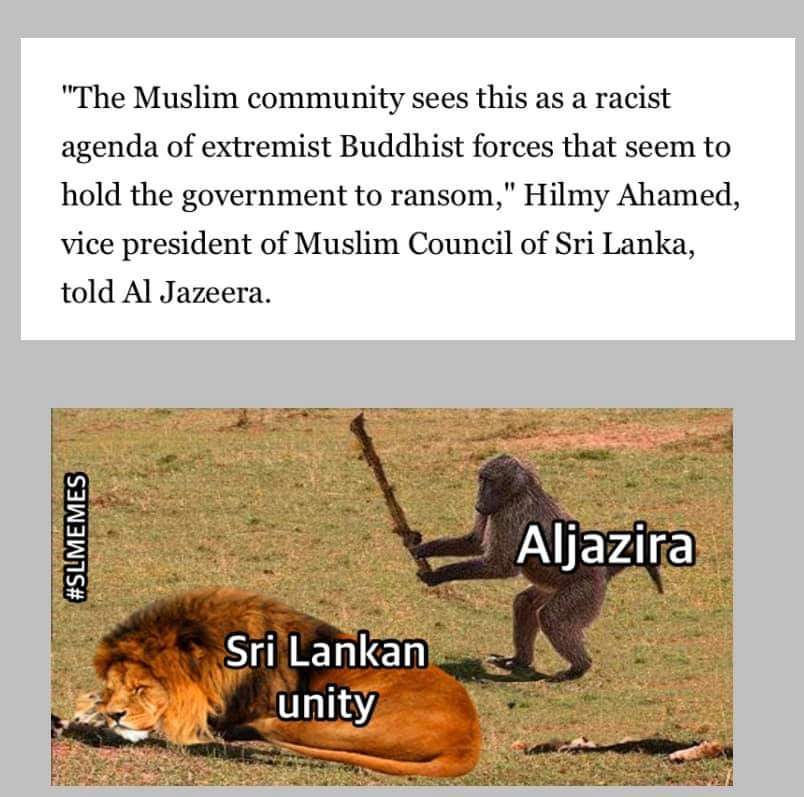 "The Muslim community sees this as a racist
agenda of extremist Buddhist forces that seem to
hold the government to ransom," Hilmy Ahamed,
vice president of Muslim Council of Sri Lanka,
told Al Jazeera.
#SLMEMES
Aljazira
Sri Lankan
unity